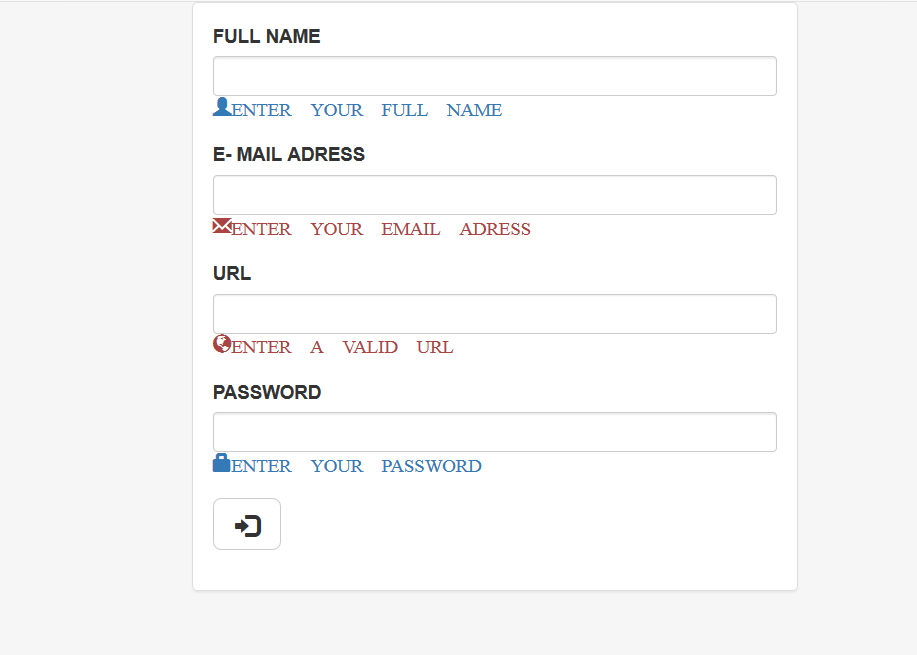 FULL NAME
ENTER YOUR FULL NAME
E- MAIL ADRESS
ENTER YOUR EMAIL ADRESS
URL
ENTER A VALID URL
PASSWORD
ENTER YOUR PASSWORD